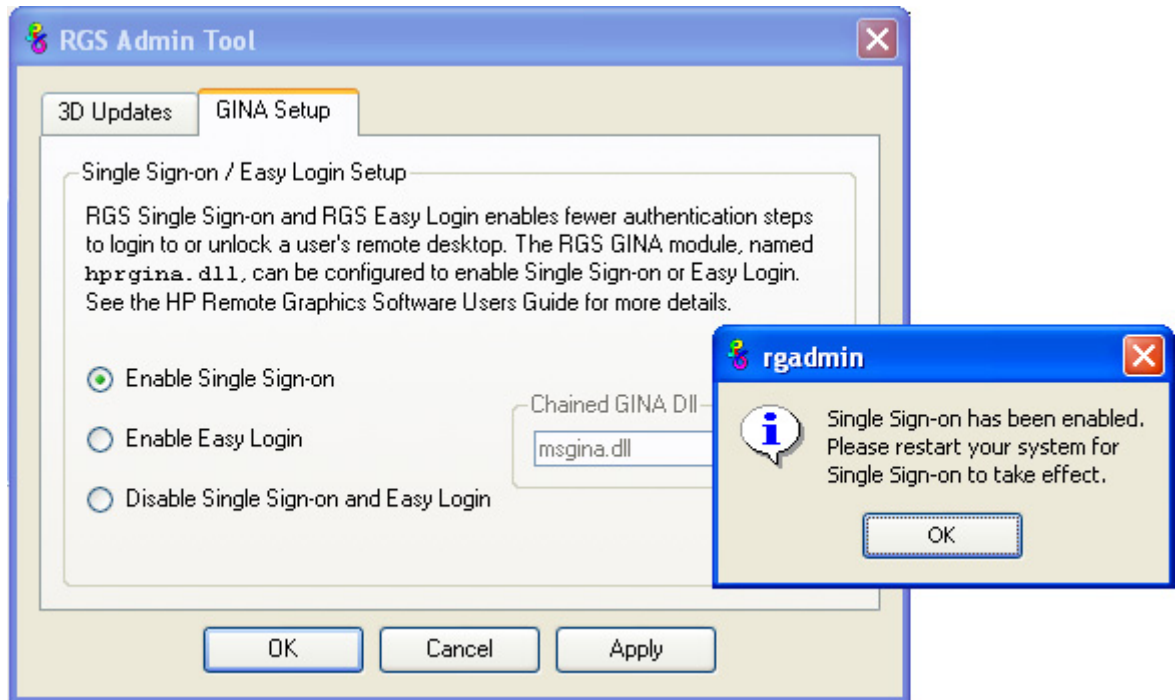 RGS Admin Tool
3D Updates
GINA Setup
Single Sign-on / Easy Login Setup
RGS Single Sign-on and RGS Easy Login enables fewer authentication steps
to login to or unlock a user's remote desktop. The RGS GINA module, named
hprgina.dll, can be configured to enable Single Sign-on or Easy Login.
See the HP Remote Graphics Software Users Guide for more details.
Enable Single Sign-on
Enable Easy Login
Disable Single Sign-on and Easy Login
Chained GINA Dll
msgina.dll
OK
Cancel
Apply
rgadmin
Single Sign-on has been enabled.
Please restart your system for
Single Sign-on to take effect.
OK